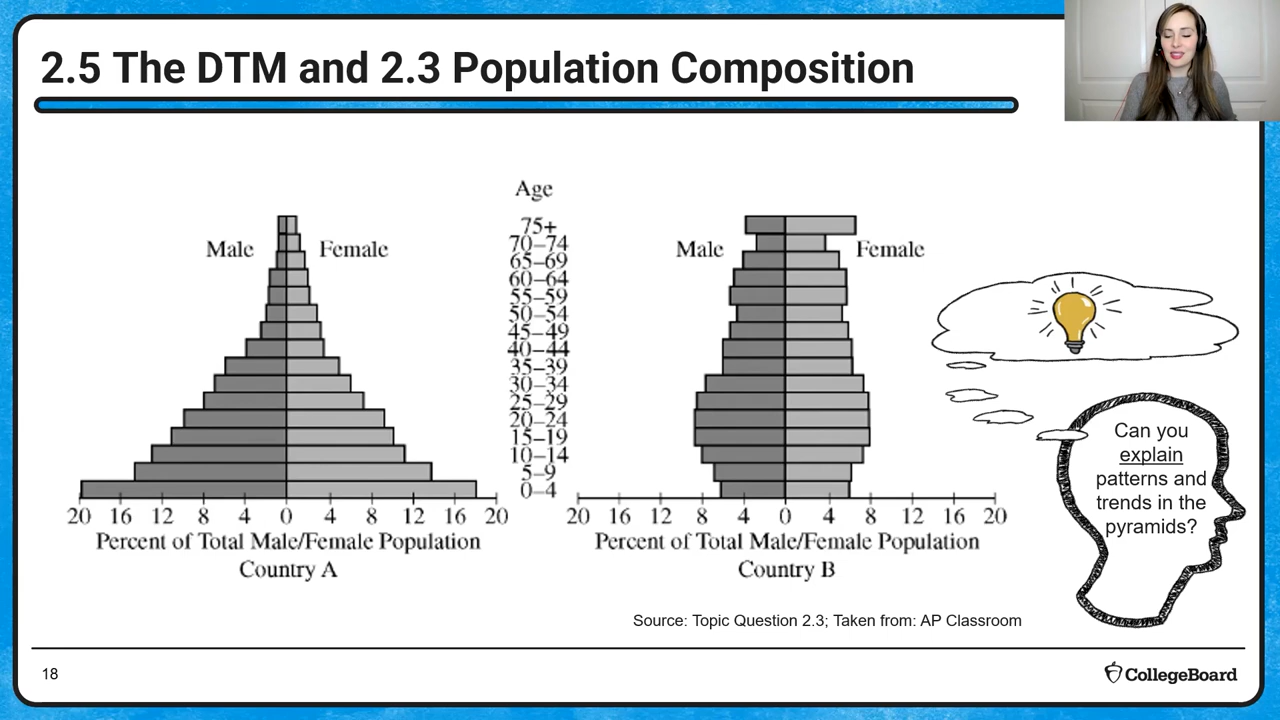 2.5 The DTM and 2.3 Population Composition
Age
Male
Female
75+
70–74
65–69
60–64
55–59
50–54
45–49
40–44
35–39
30–34
25–29
20–24
15–19
10–14
5–9
0–4
20 16 12 8 4 0 4 8 12 16 20
Percent of Total Male/Female Population
Country A
Male
Female
20 16 12 8 4 0 4 8 12 16 20
Percent of Total Male/Female Population
Country B
Can you
explain
patterns and
trends in the
pyramids?
Source: Topic Question 2.3; Taken from: AP Classroom
18
CollegeBoard